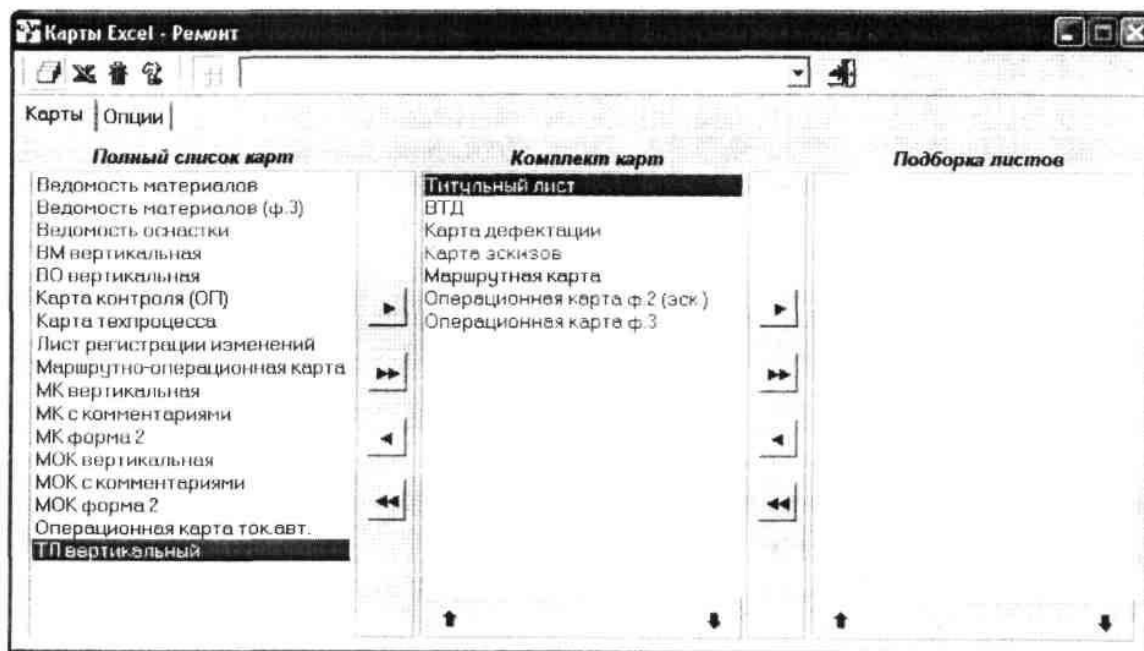 Карты Excel - Ремонт
Карты Опции
Полный список карт
Ведомость материалов
Ведомость материалов (ф.3)
Ведомость оснастки
ВМ вертикальная
ВО вертикальная
Карта контроля (ОП)
Карта техпроцесса
Лист регистрации изменений
Маршрутно-операционная карта
МК вертикальная
МК с комментариями
МК форма 2
МОК вертикальная
МОК с комментариями
МОК форма 2
Операционная карта ток.авт.
ТП вертикальный
Комплект карт
Титульный лист
ВТД
Карта дефектации
Карта эскизов
Маршрутная карта
Операционная карта ф.2 (эск.)
Операционная карта ф.3
Подборка листов